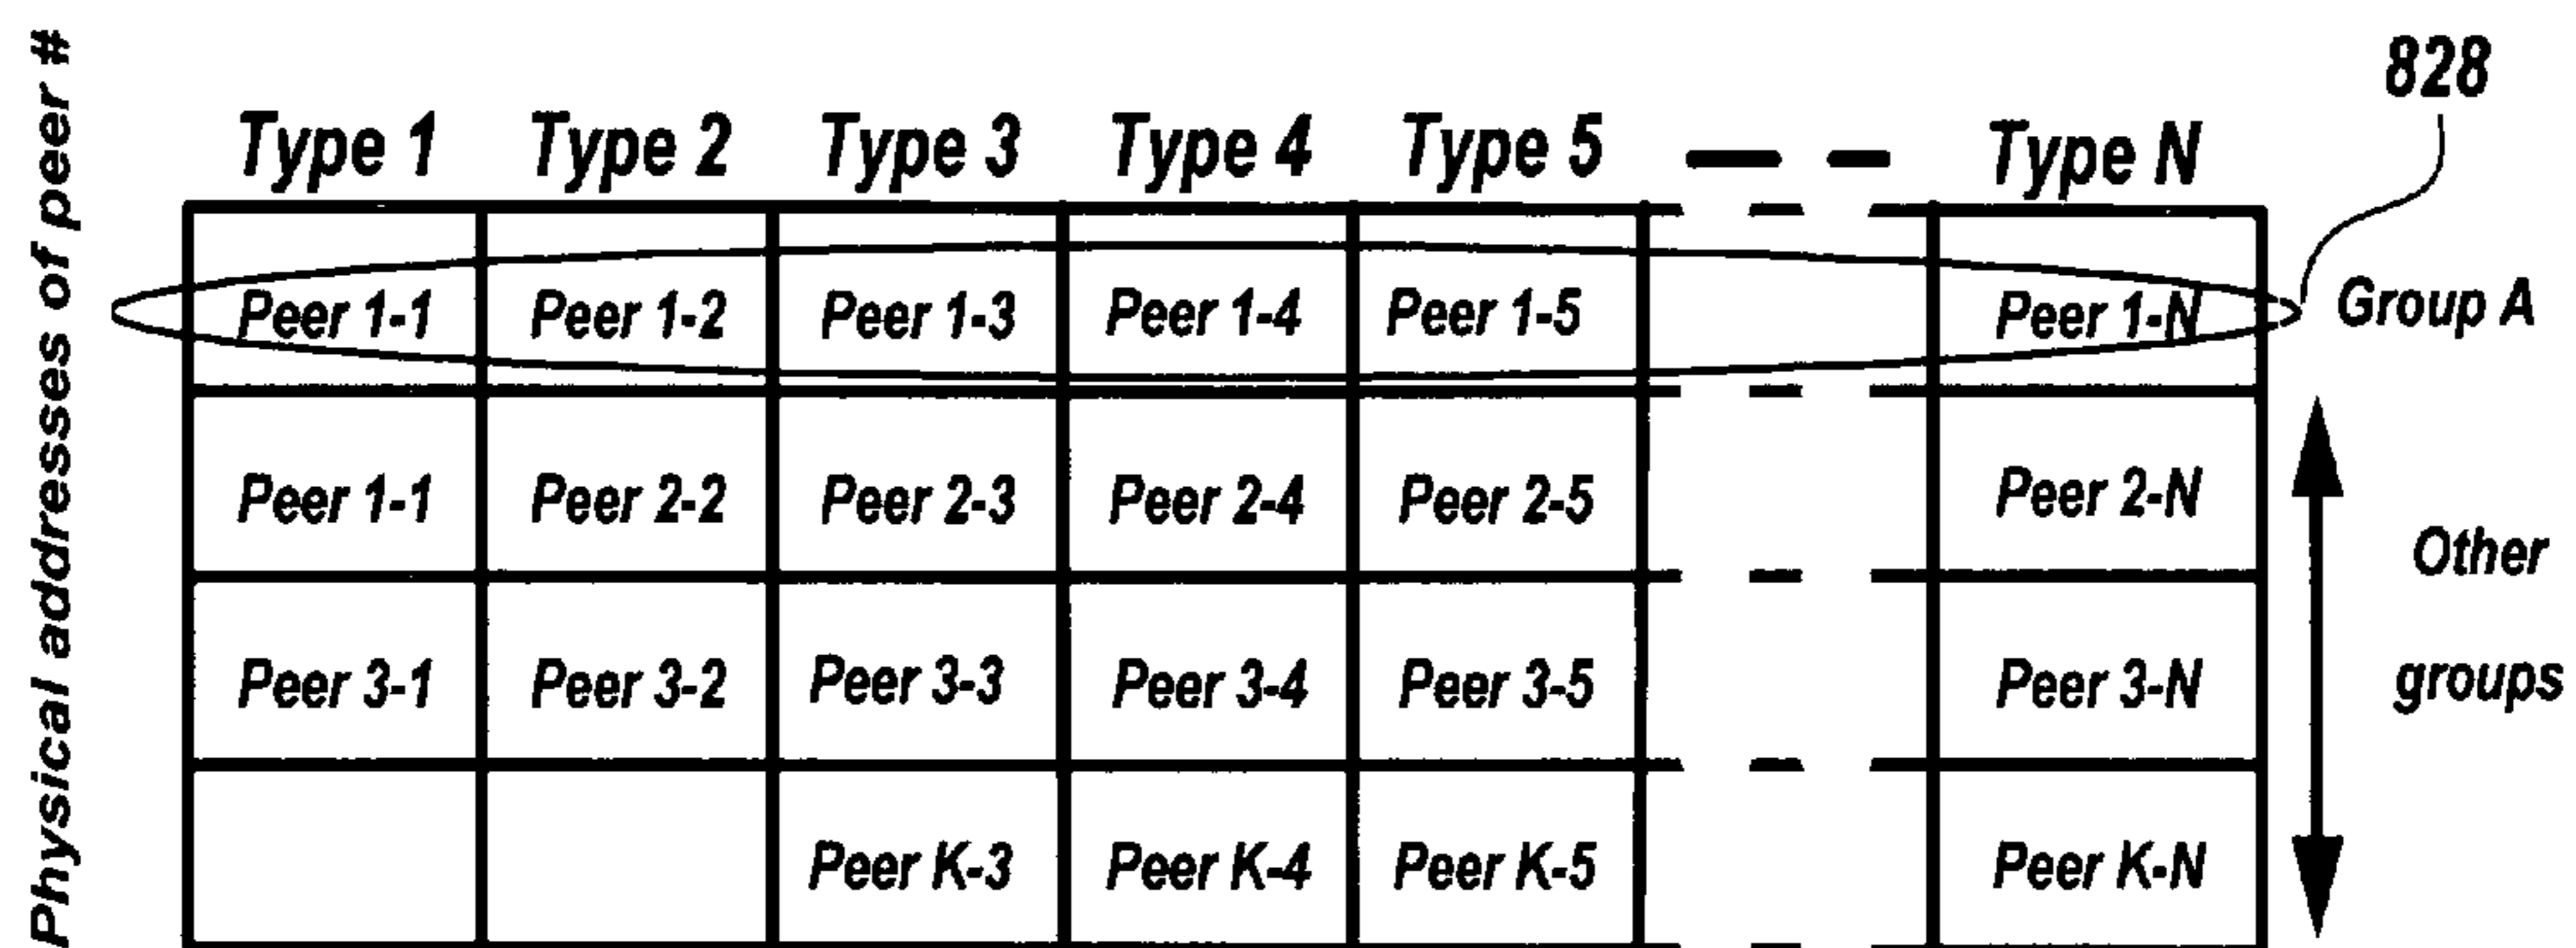 Physical addresses of peer #
828
Type 1 Type 2 Type 3 Type 4 Type 5 Type N
Peer 1-1 Peer 1-2 Peer 1-3 Peer 1-4 Peer 1-5 Peer 1-N Group A
Peer 1-1 Peer 2-2 Peer 2-3 Peer 2-4 Peer 2-5 Peer 2-N
Other
Peer 3-1 Peer 3-2 Peer 3-3 Peer 3-4 Peer 3-5 Peer 3-N groups
Peer K-3 Peer K-4 Peer K-5 Peer K-N